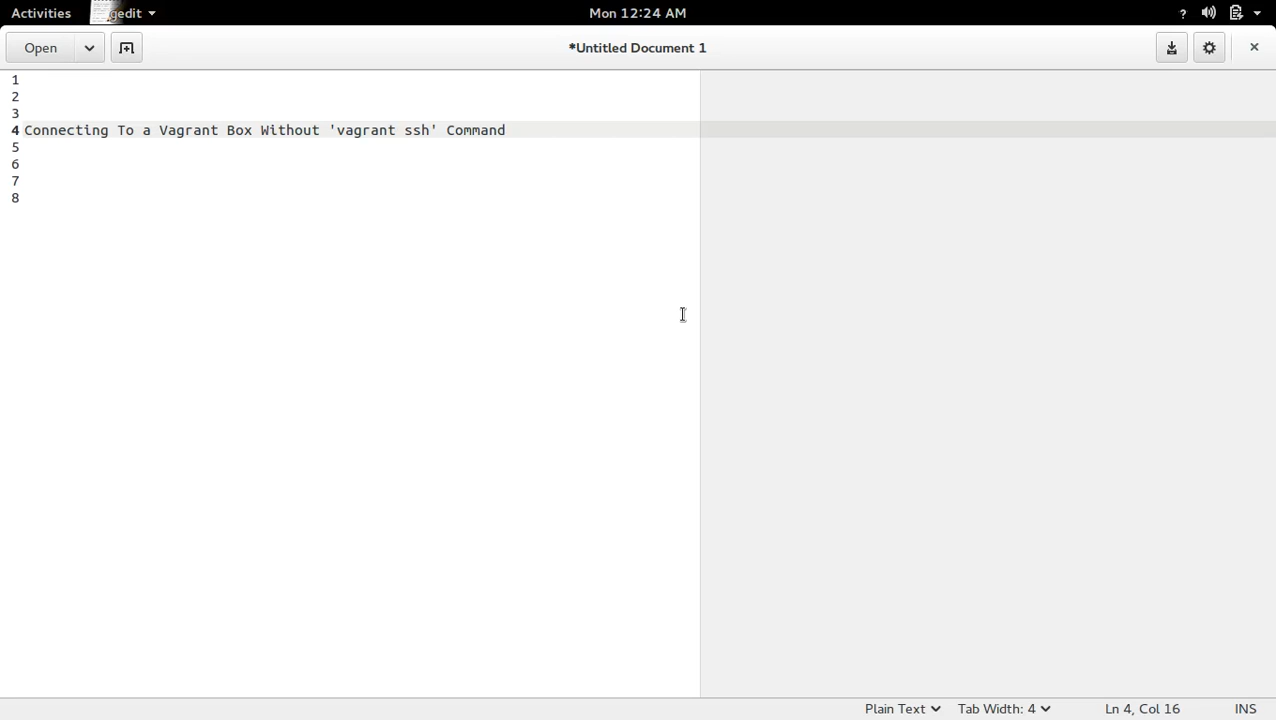 Activities gedit Mon 12:24 AM ?
Open *Untitled Document 1
1
2
3
4 Connecting To a Vagrant Box Without 'vagrant ssh' Command
5
6
7
8
Plain Text Tab Width: 4 Ln 4, Col 16 INS